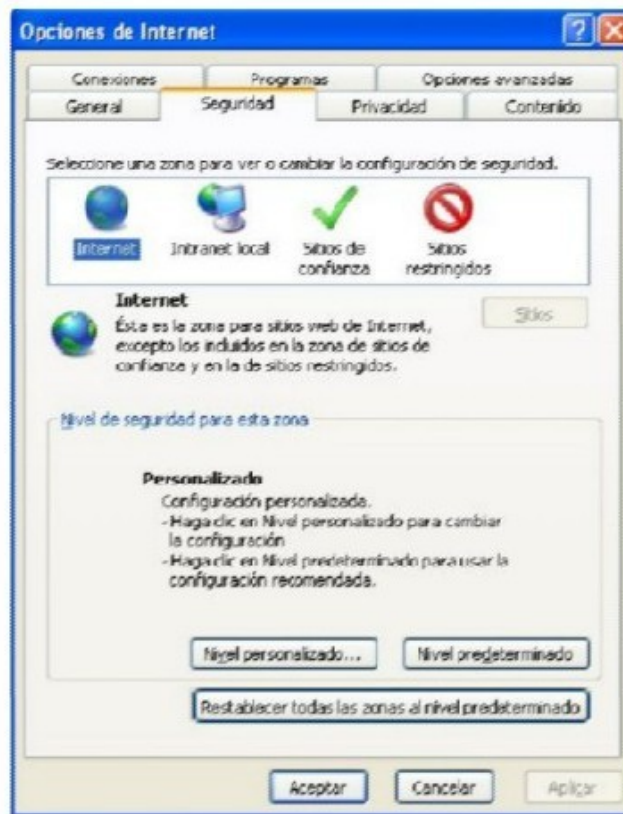 Opciones de Internet
Conexiones Programas Opciones avanzadas
General Seguridad Privacidad Contenido
Seleccione una zona para ver o cambiar la configuración de seguridad.
Internet Intranet local Sitios de confianza Sitios restringidos
Internet
Sitios
Ésta es la zona para sitios web de Internet,
excepto los incluidos en la zona de sitios de
confianza y en la de sitios restringidos.
Nivel de seguridad para esta zona
Personalizado
Configuración personalizada.
-Haga clic en Nivel personalizado para cambiar
la configuración
-Haga clic en Nivel predeterminado para usar la
configuración recomendada.
Nivel personalizado... Nivel predeterminado
Restablecer todas las zonas al nivel predeterminado
Aceptar Cancelar Aplicar